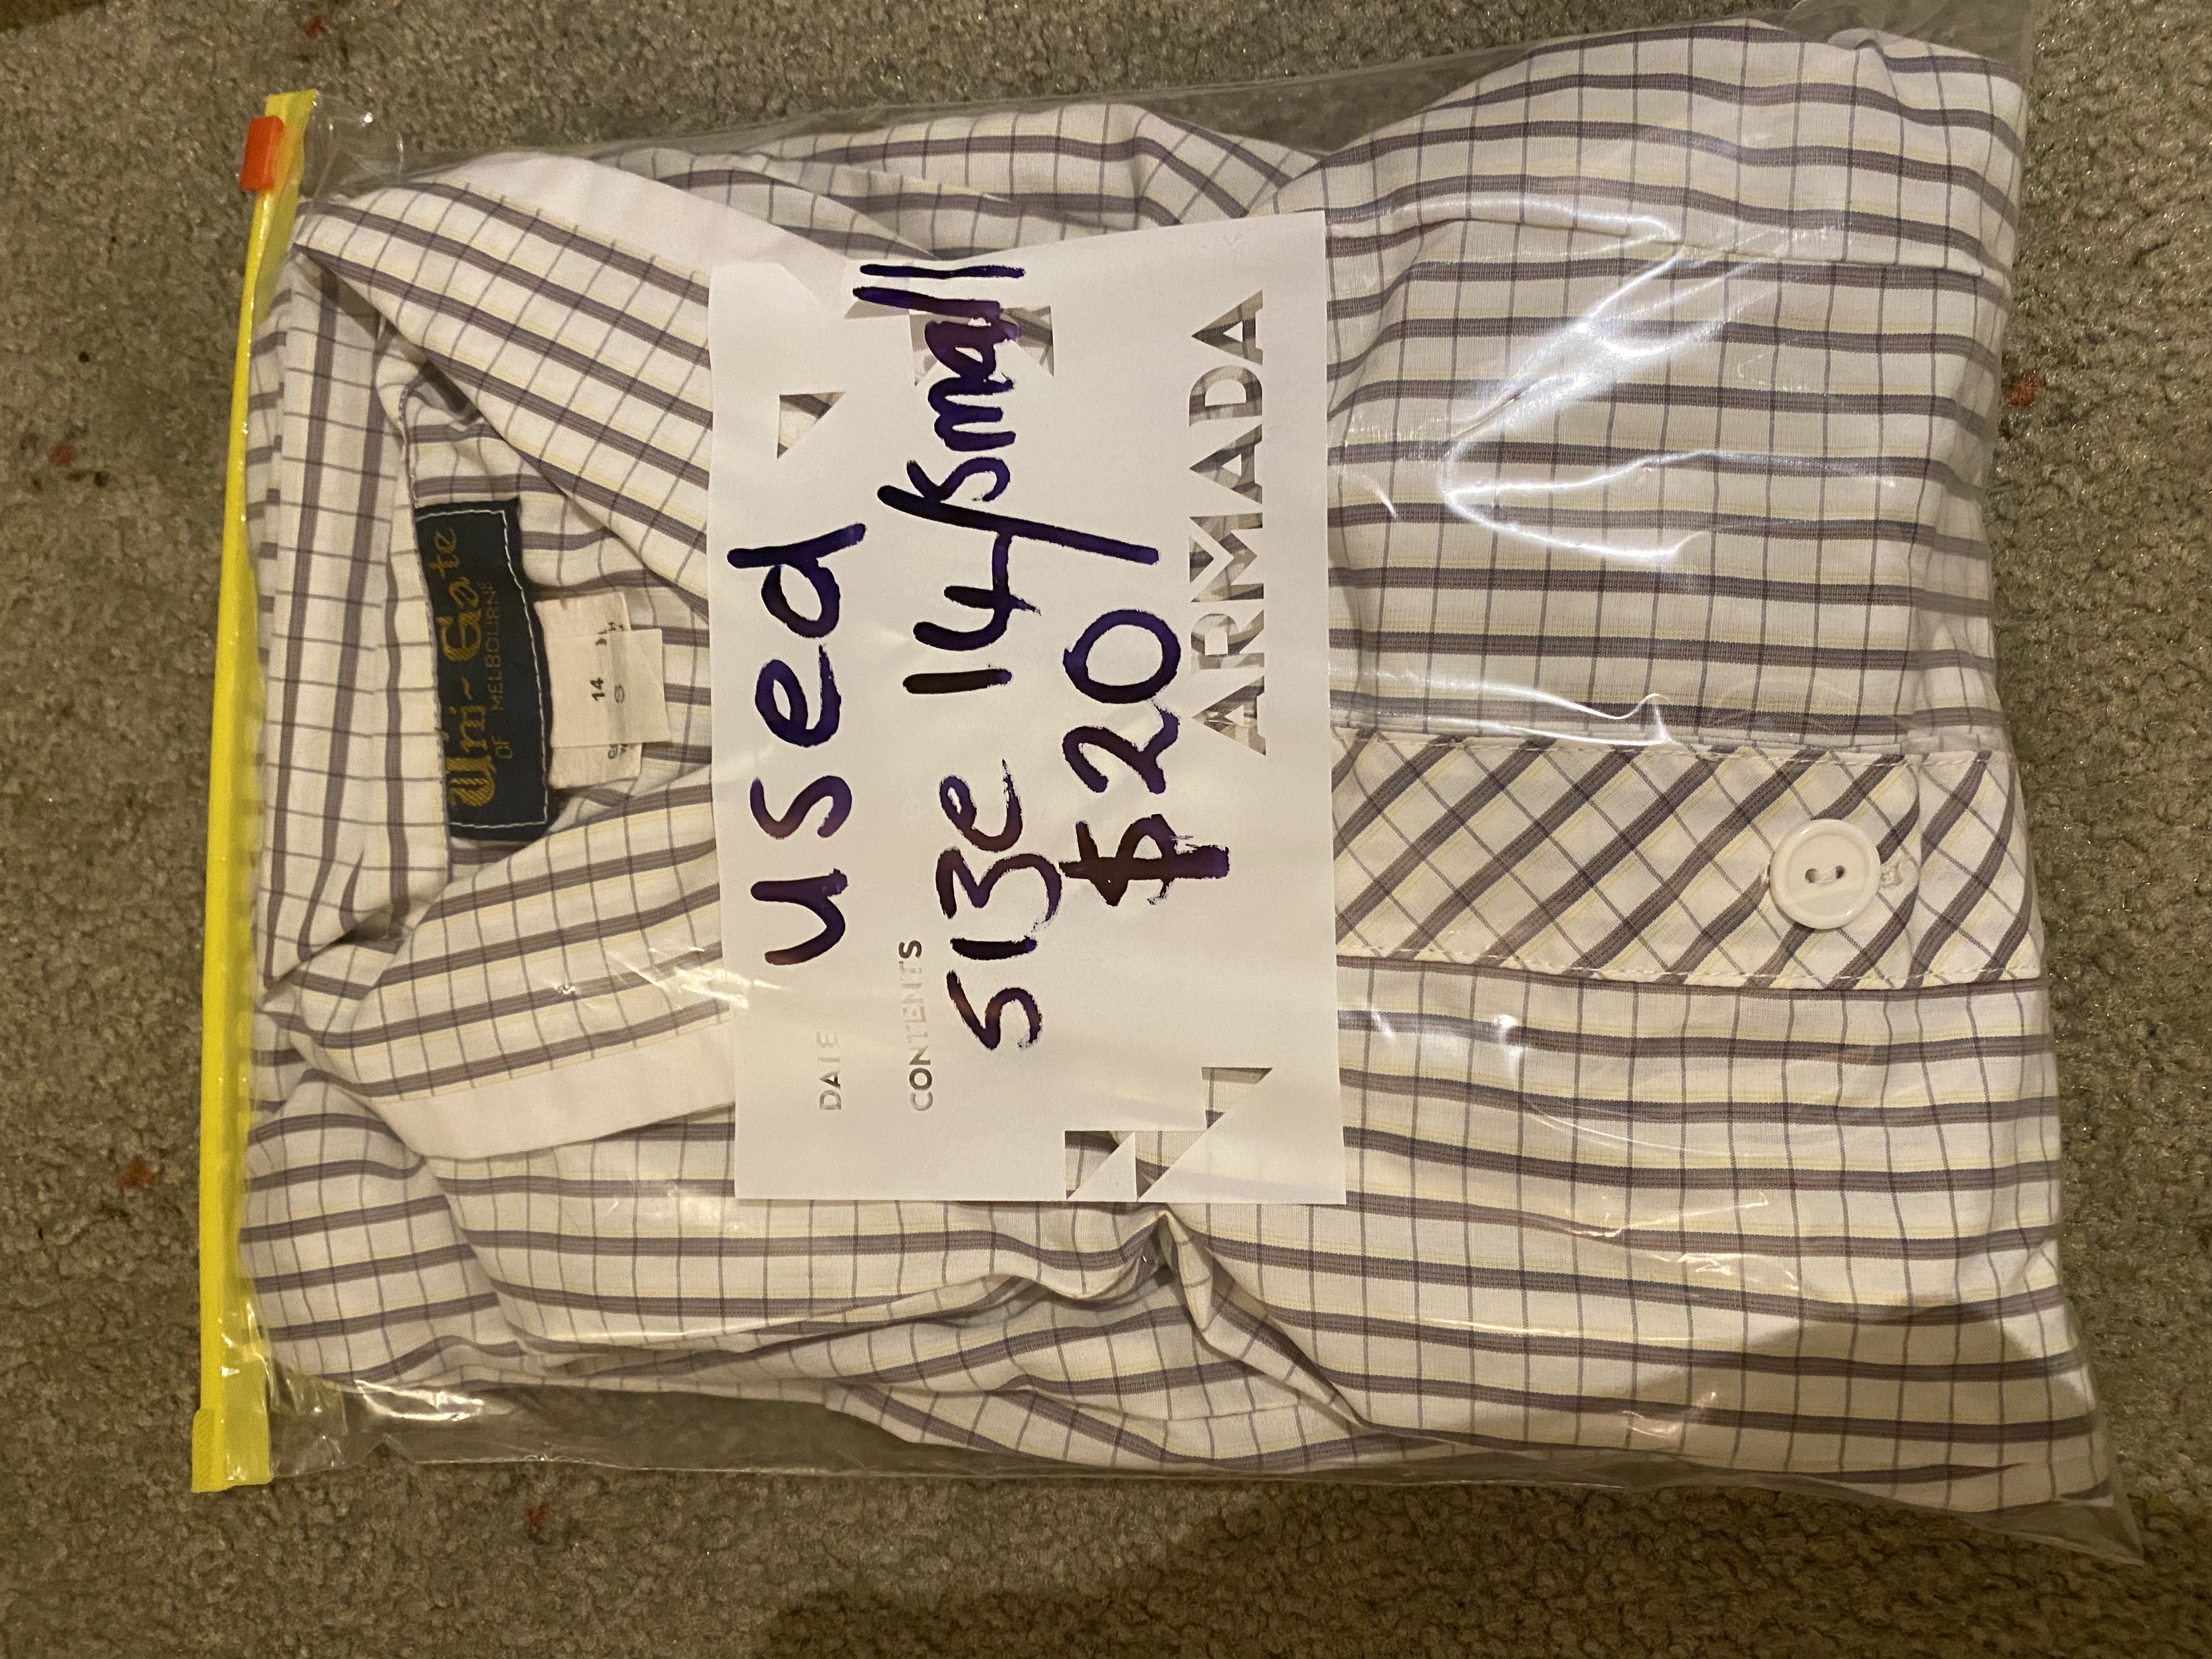 Uni-Gate
OF MELBOURNE
14
S
used
DATE
size 14/small
CONTENTS
$20
ARMADA